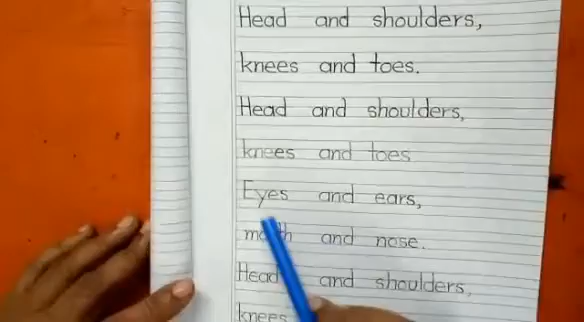 Head and shoulders,
knees and toes.
Head and shoulders,
knees and toes
Eyes and ears,
and nose.
Head and shoulders,
knees